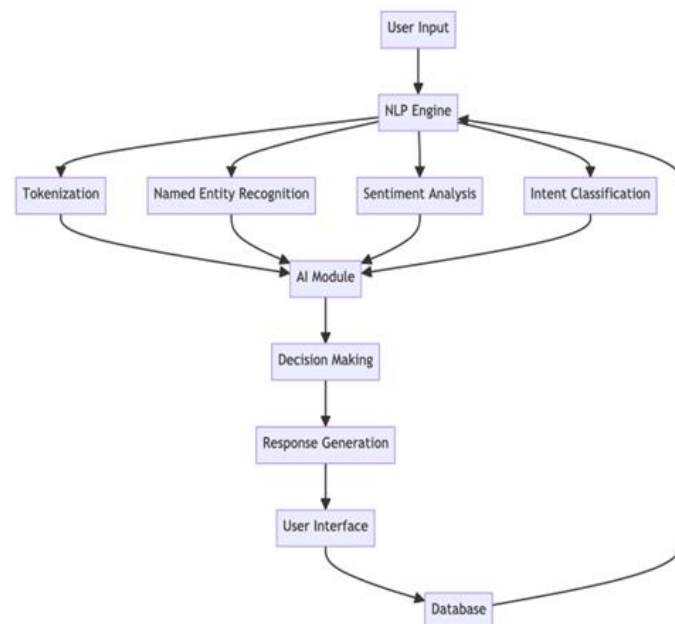 User Input
NLP Engine
Tokenization
Named Entity Recognition
Sentiment Analysis
Intent Classification
AI Module
Decision Making
Response Generation
User Interface
Database